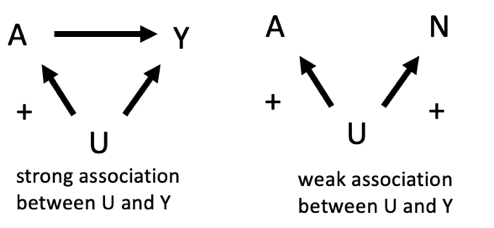 A Y
+
U
strong association
between U and Y
A N
+ +
U
weak association
between U and Y